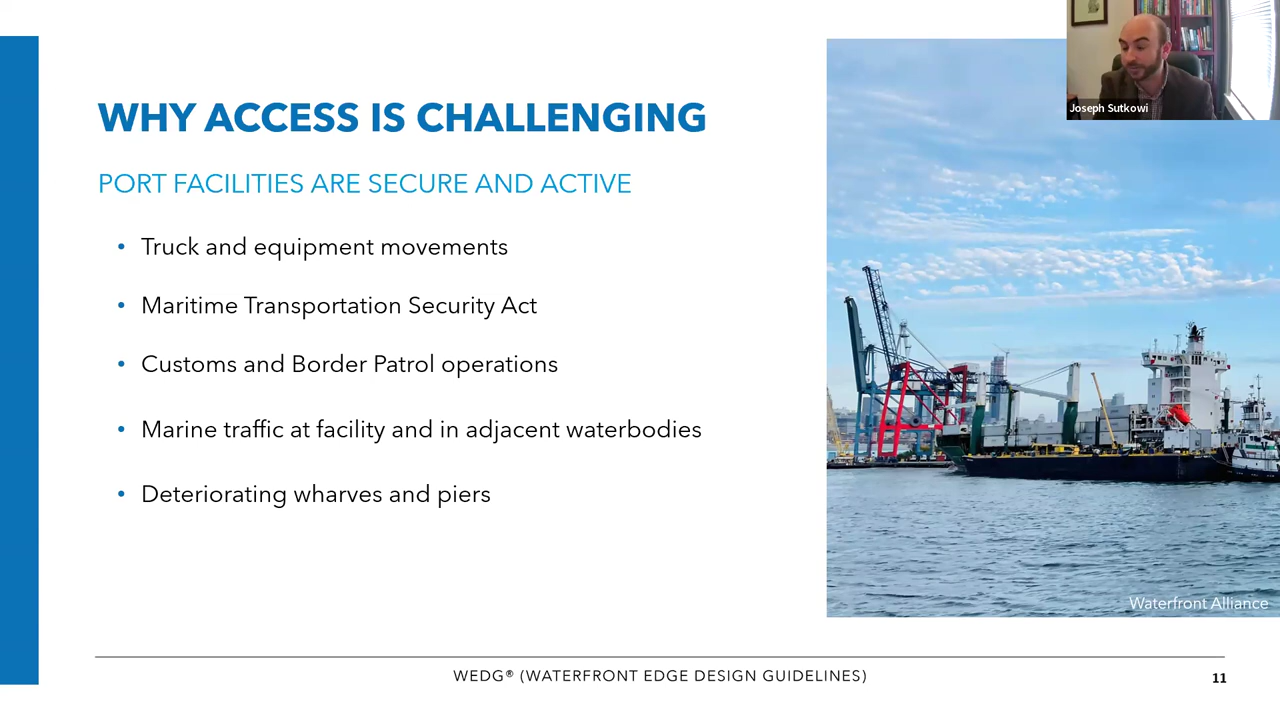 Joseph Sutkowi
WHY ACCESS IS CHALLENGING
PORT FACILITIES ARE SECURE AND ACTIVE
• Truck and equipment movements
• Maritime Transportation Security Act
• Customs and Border Patrol operations
• Marine traffic at facility and in adjacent waterbodies
• Deteriorating wharves and piers
Waterfront Alliance
WEDG® (WATERFRONT EDGE DESIGN GUIDELINES)
11